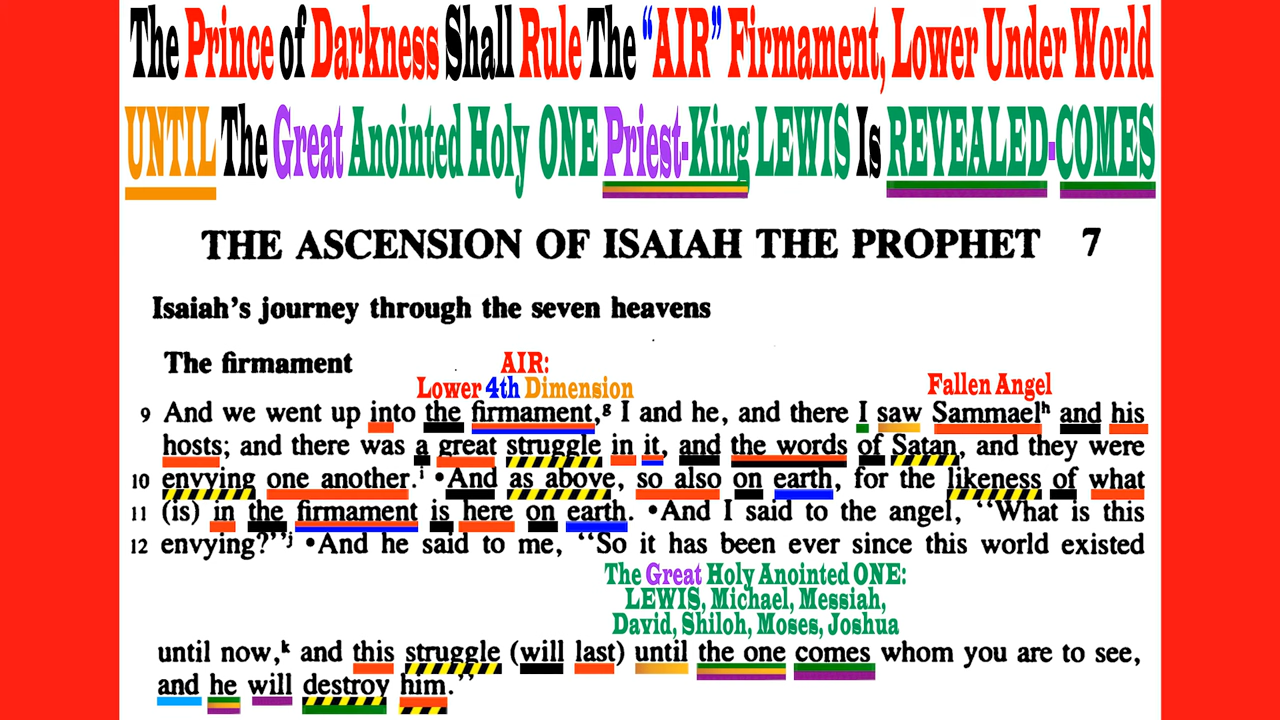 The Prince of Darkness Shall Rule The “AIR” Firmament, Lower Under World
UNTIL The Great Anointed Holy ONE Priest-King LEWIS Is REVEALED-COMES
THE ASCENSION OF ISAIAH THE PROPHET 7
Isaiah's journey through the seven heavens
The firmament
AIR:
Lower 4th Dimension
Fallen Angel
9 And we went up into the firmament,g I and he, and there I saw Sammaelh and his
hosts; and there was a great struggle in it, and the words of Satan, and they were
10 envying one another.i •And as above, so also on earth, for the likeness of what
11 (is) in the firmament is here on earth. •And I said to the angel, ‘‘What is this
12 envying?’’j •And he said to me, ‘‘So it has been ever since this world existed
The Great Holy Anointed ONE:
LEWIS, Michael, Messiah,
David, Shiloh, Moses, Joshua
until now,k and this struggle (will last) until the one comes whom you are to see,
and he will destroy him.’’